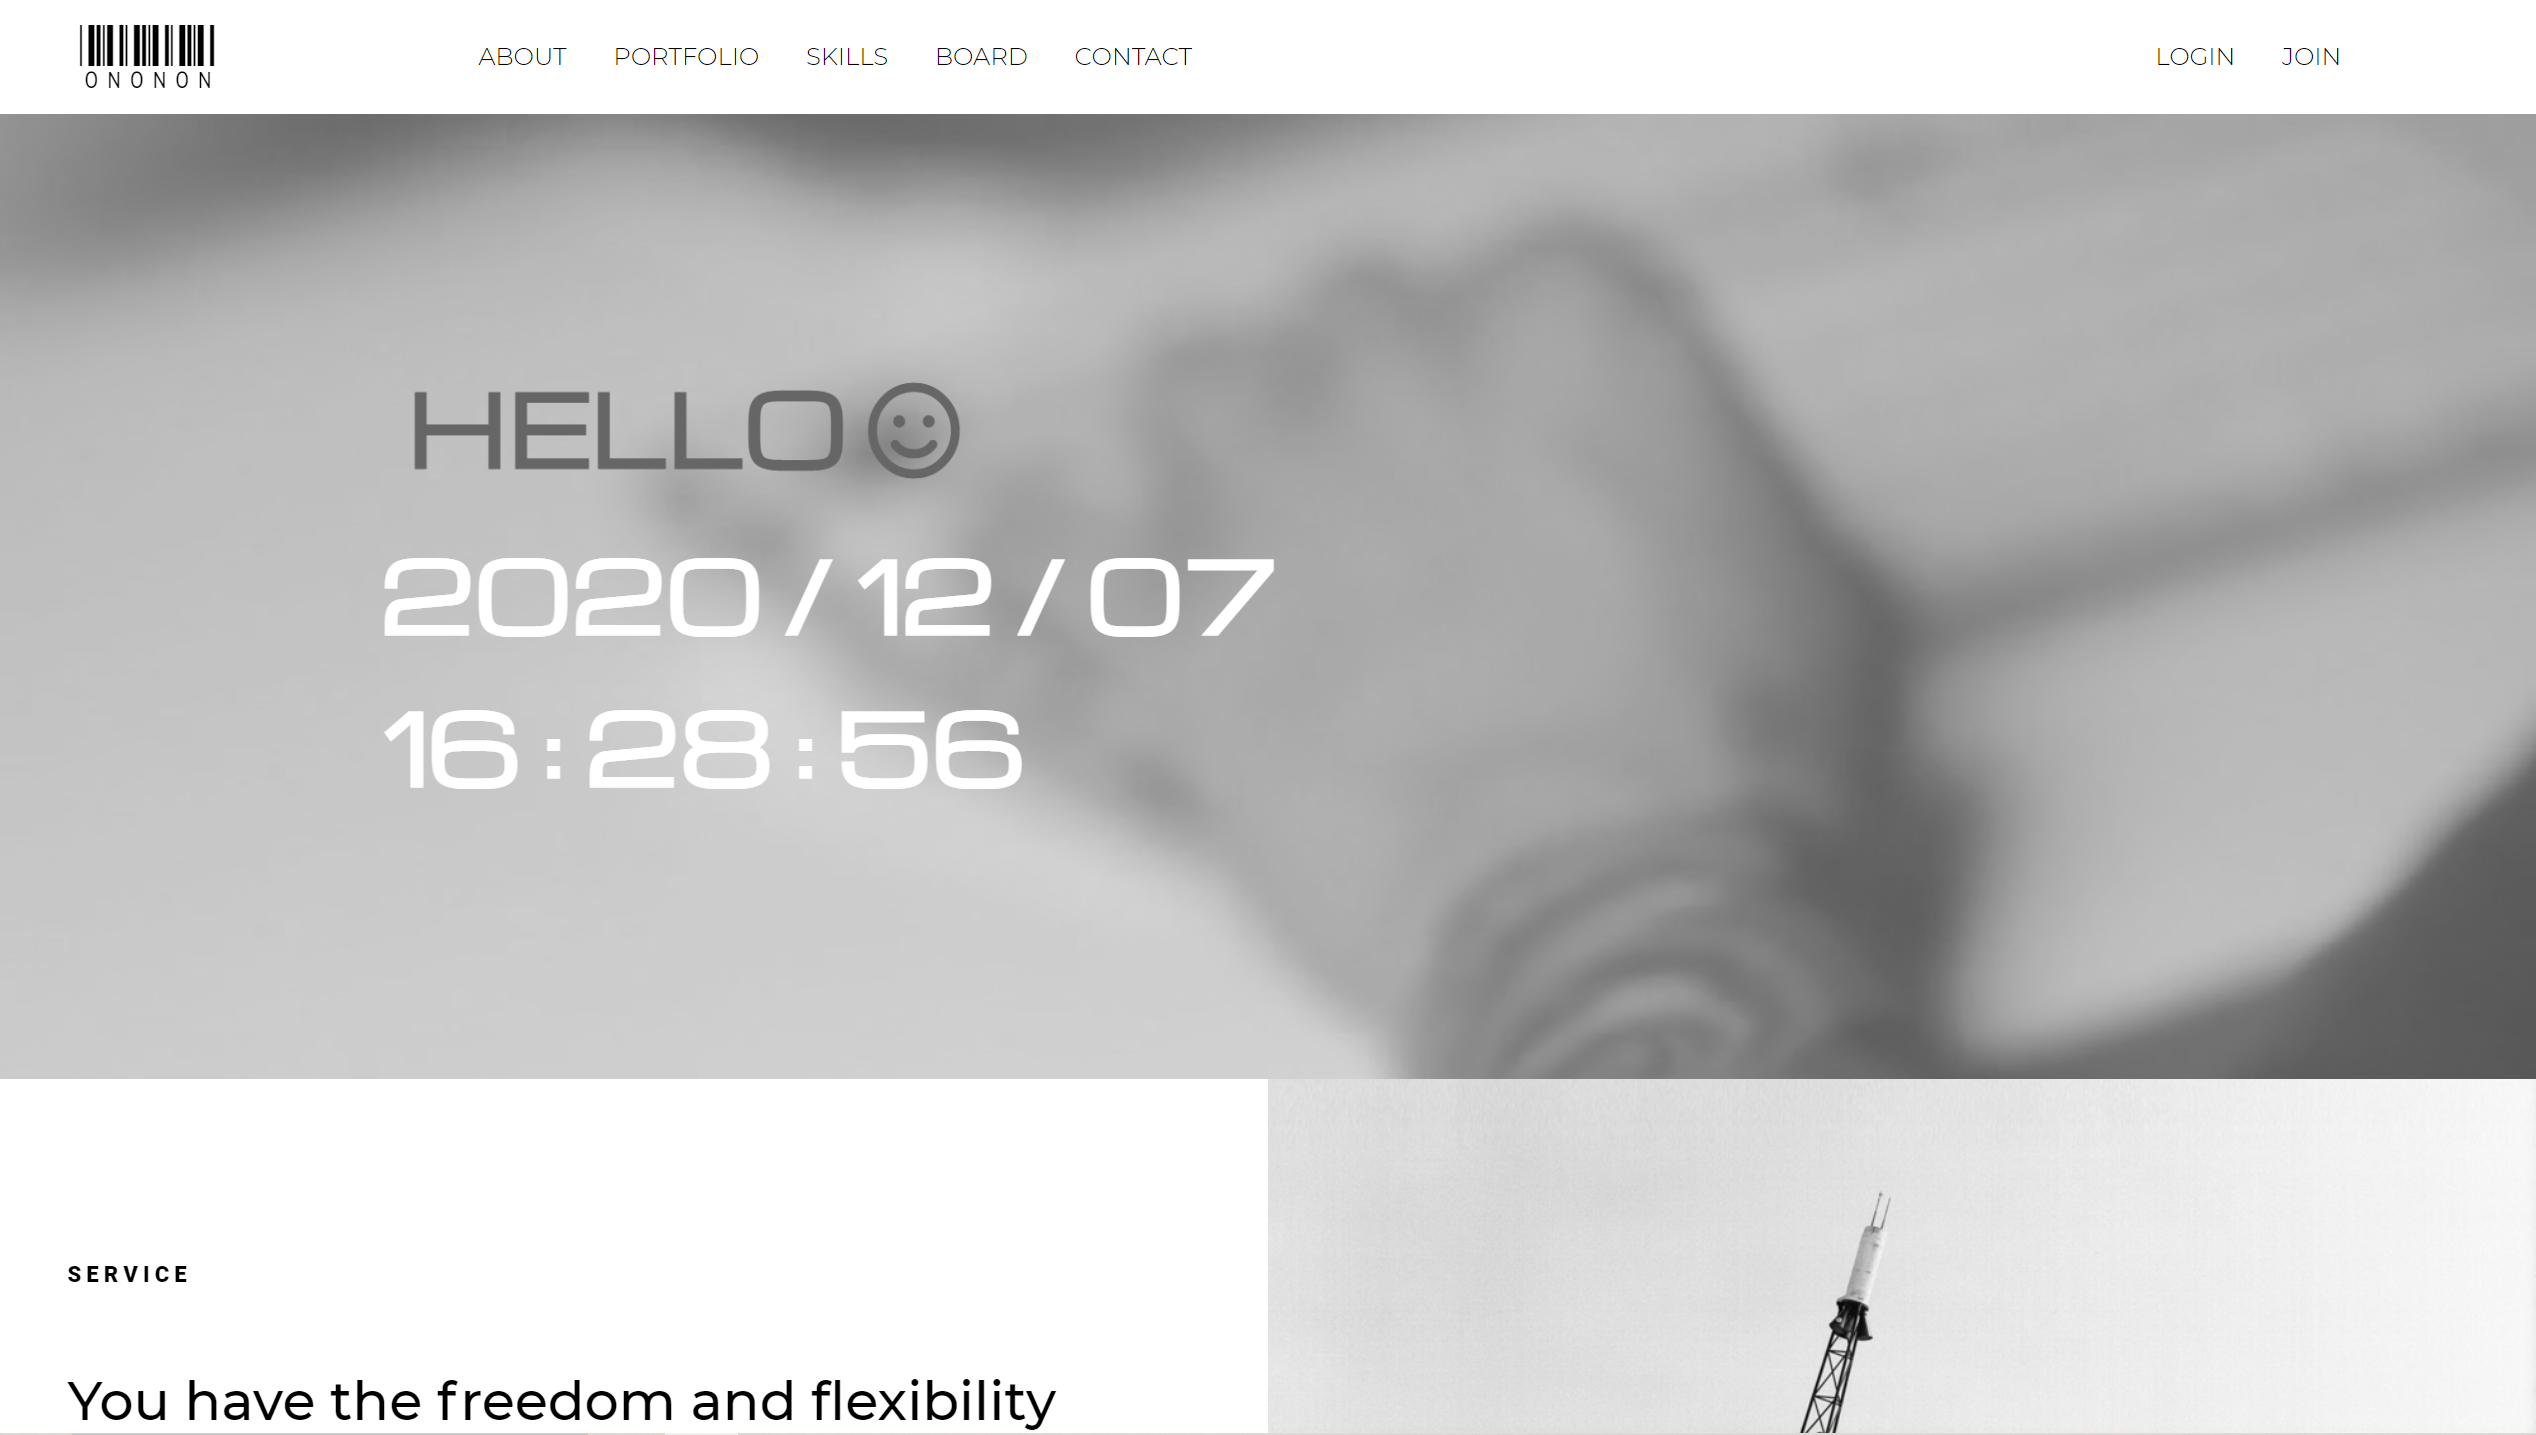 ONONON
ABOUT PORTFOLIO SKILLS BOARD CONTACT LOGIN JOIN
HELLO
2020 / 12 / 07
16 : 28 : 56
SERVICE
You have the freedom and flexibility